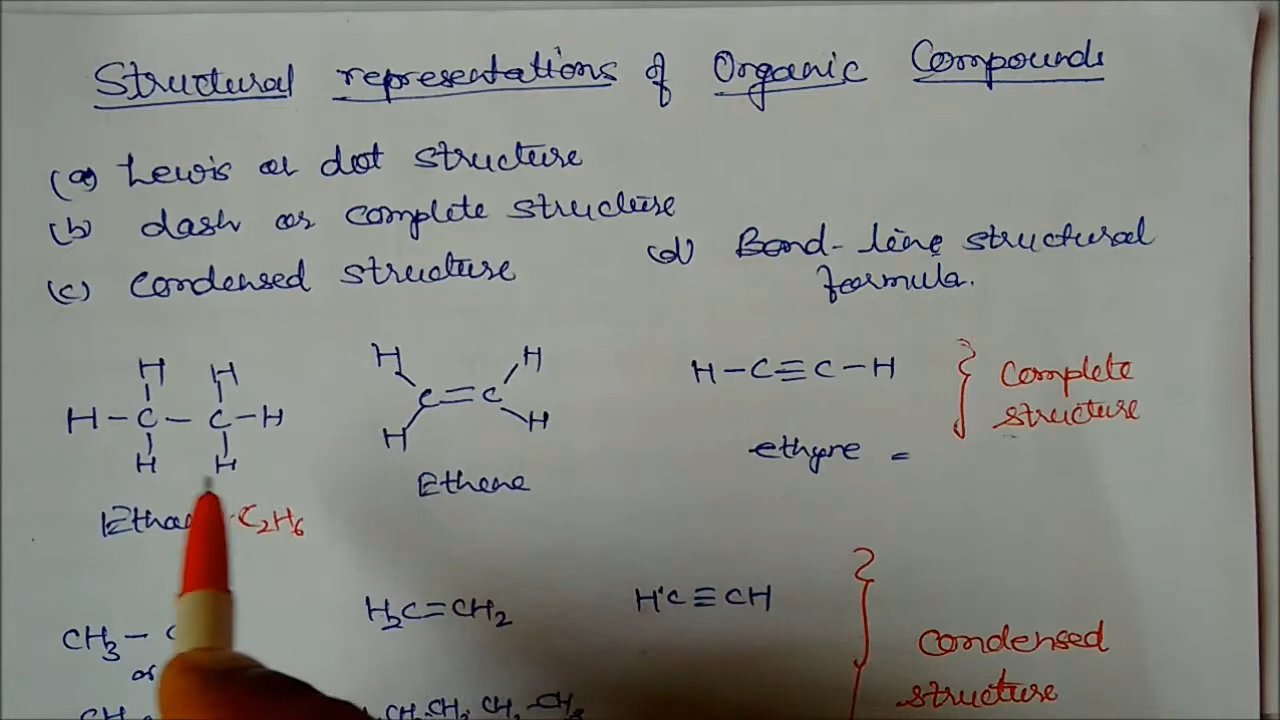 Structural representations of Organic Compounds
(a) Lewis or dot structure
(b) dash or complete structure
(c) Condensed structure
(d) Bond-line structural
formula.
H H H H
H-C-C-H C=C H-C≡C-H } Complete
structure
H H H H
ethyne =
Ethene
C₂H₆
H₂C=CH₂ HC≡CH }
CH₃- Condensed
or
structure